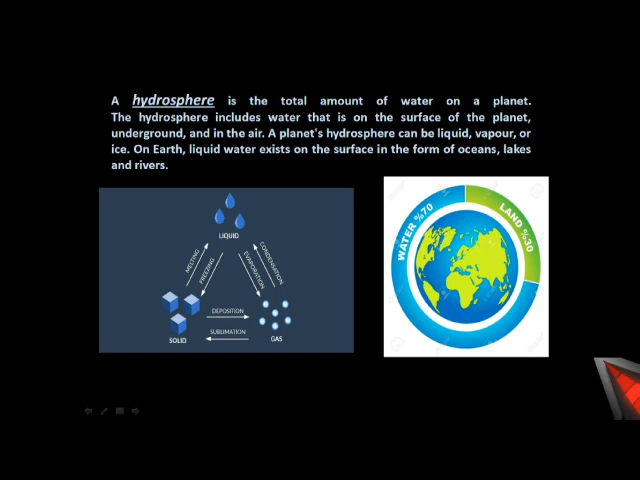 A hydrosphere is the total amount of water on a planet.
The hydrosphere includes water that is on the surface of the planet,
underground, and in the air. A planet's hydrosphere can be liquid, vapour, or
ice. On Earth, liquid water exists on the surface in the form of oceans, lakes
and rivers.
LIQUID
MELTING
FREEZING
EVAPORATION
CONDENSATION
DEPOSITION
SUBLIMATION
SOLID
GAS
WATER %70
LAND %30